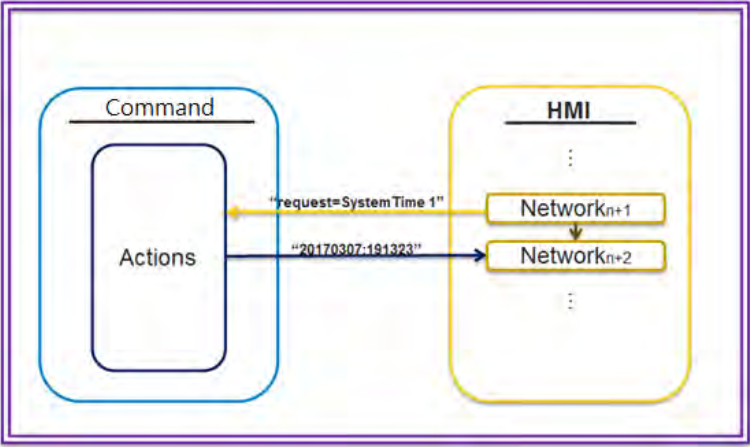 Command
HMI
⋮
"request=SystemTime 1"
Networkn+1
Actions
"20170307:191323"
Networkn+2
⋮